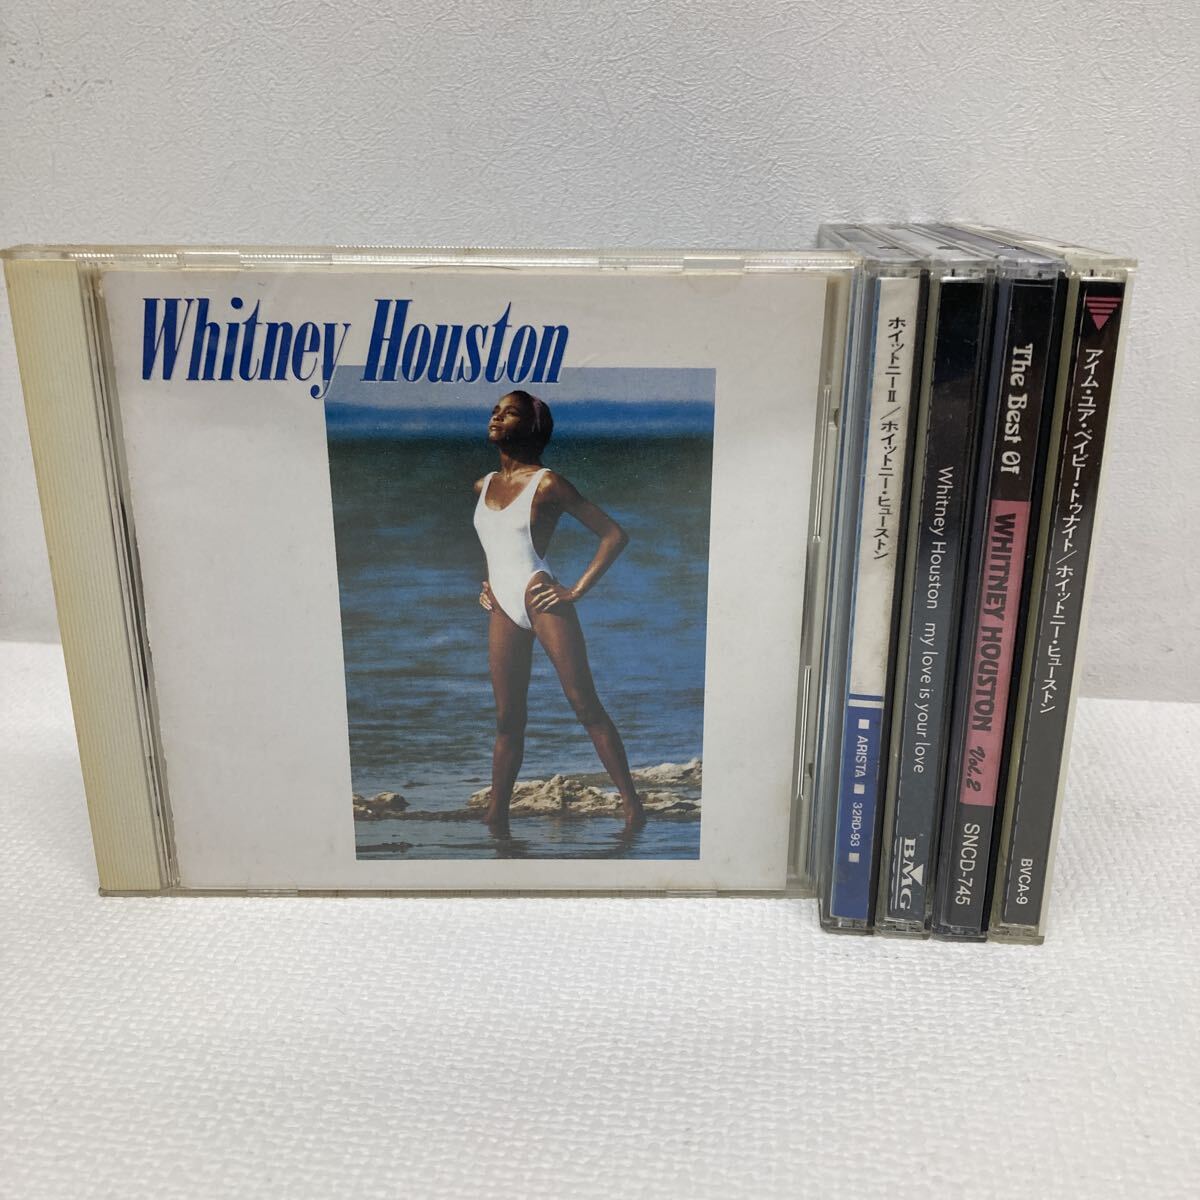 Whitney Houston
ホイットニーII／ホイットニー・ヒューストン
■ ARISTA ■ 32RD-93 ■
Whitney Houston my love is your love
BMG
The Best Of
WHITNEY HOUSTON Vol.2
SNCD-745
アイム・ユア・ベイビー・トゥナイト／ホイットニー・ヒューストン
BVCA-9